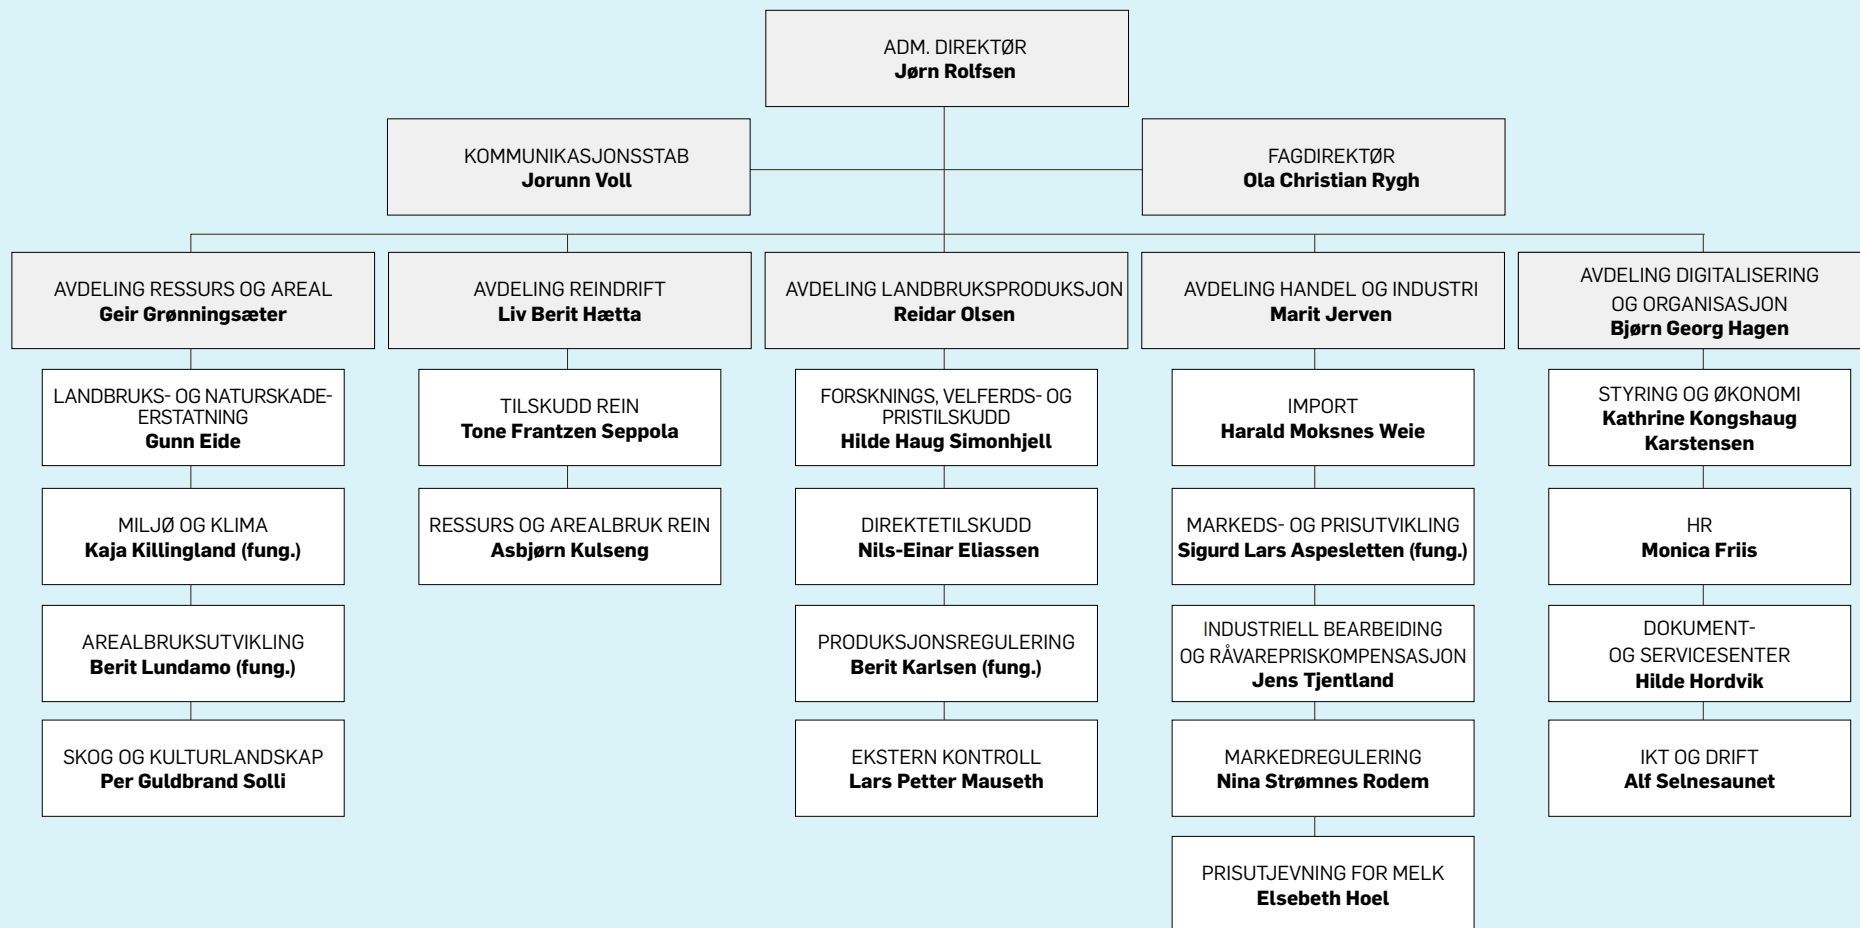 ADM. DIREKTØR
Jørn Rolfsen
KOMMUNIKASJONSSTAB
Jorunn Voll
FAGDIREKTØR
Ola Christian Rygh
AVDELING RESSURS OG AREAL
Geir Grønningsæter
AVDELING REINDRIFT
Liv Berit Hætta
AVDELING LANDBRUKSPRODUKSJON
Reidar Olsen
AVDELING HANDEL OG INDUSTRI
Marit Jerven
AVDELING DIGITALISERING
OG ORGANISASJON
Bjørn Georg Hagen
LANDBRUKS- OG NATURSKADE-
ERSTATNING
Gunn Eide
MILJØ OG KLIMA
Kaja Killingland (fung.)
AREALBRUKSUTVIKLING
Berit Lundamo (fung.)
SKOG OG KULTURLANDSKAP
Per Guldbrand Solli
TILSKUDD REIN
Tone Frantzen Seppola
RESSURS OG AREALBRUK REIN
Asbjørn Kulseng
FORSKNINGS, VELFERDS- OG
PRISTILSKUDD
Hilde Haug Simonhjell
DIREKTETILSKUDD
Nils-Einar Eliassen
PRODUKSJONSREGULERING
Berit Karlsen (fung.)
EKSTERN KONTROLL
Lars Petter Mauseth
IMPORT
Harald Moksnes Weie
MARKEDS- OG PRISUTVIKLING
Sigurd Lars Aspesletten (fung.)
INDUSTRIELL BEARBEIDING
OG RÅVAREPRISKOMPENSASJON
Jens Tjentland
MARKEDREGULERING
Nina Strømnes Rodem
PRISUTJEVNING FOR MELK
Elsebeth Hoel
STYRING OG ØKONOMI
Kathrine Kongshaug
Karstensen
HR
Monica Friis
DOKUMENT-
OG SERVICESENTER
Hilde Hordvik
IKT OG DRIFT
Alf Selnesaunet